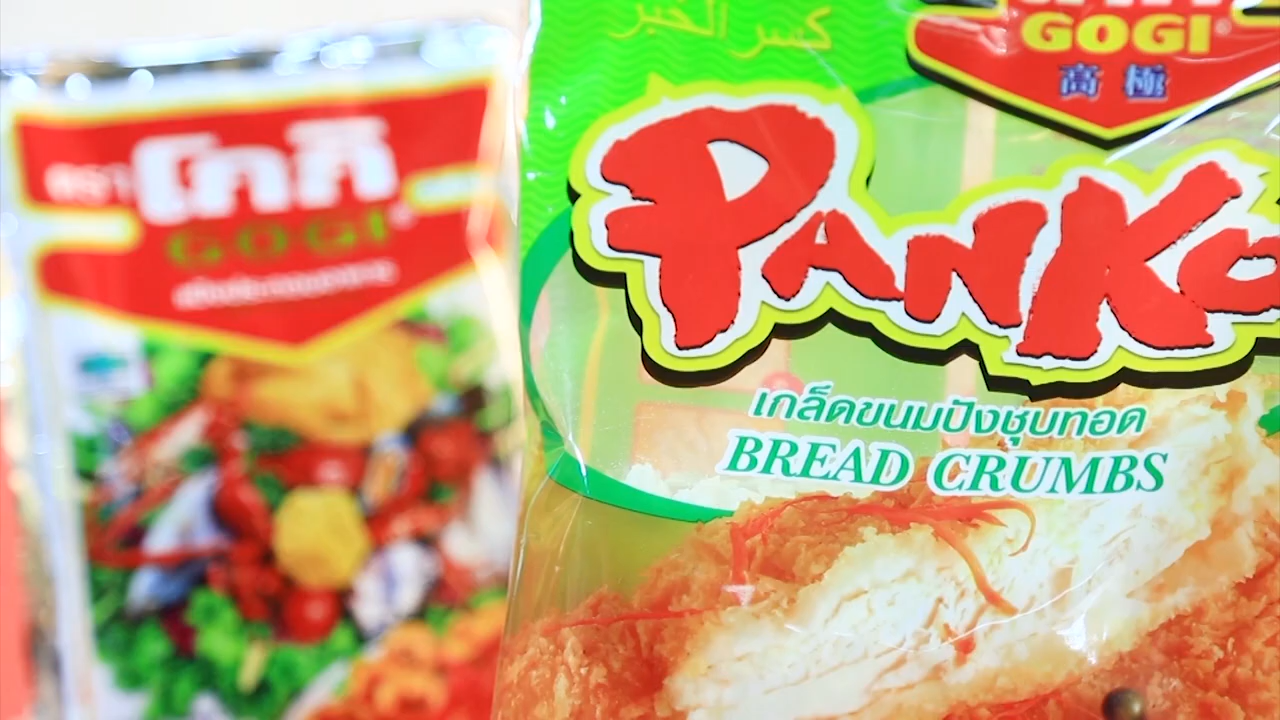 ตรา โกกิ
GOGI
كسر الخبز
GOGI®
高極
PANKO
เกล็ดขนมปังชุบทอด
BREAD CRUMBS